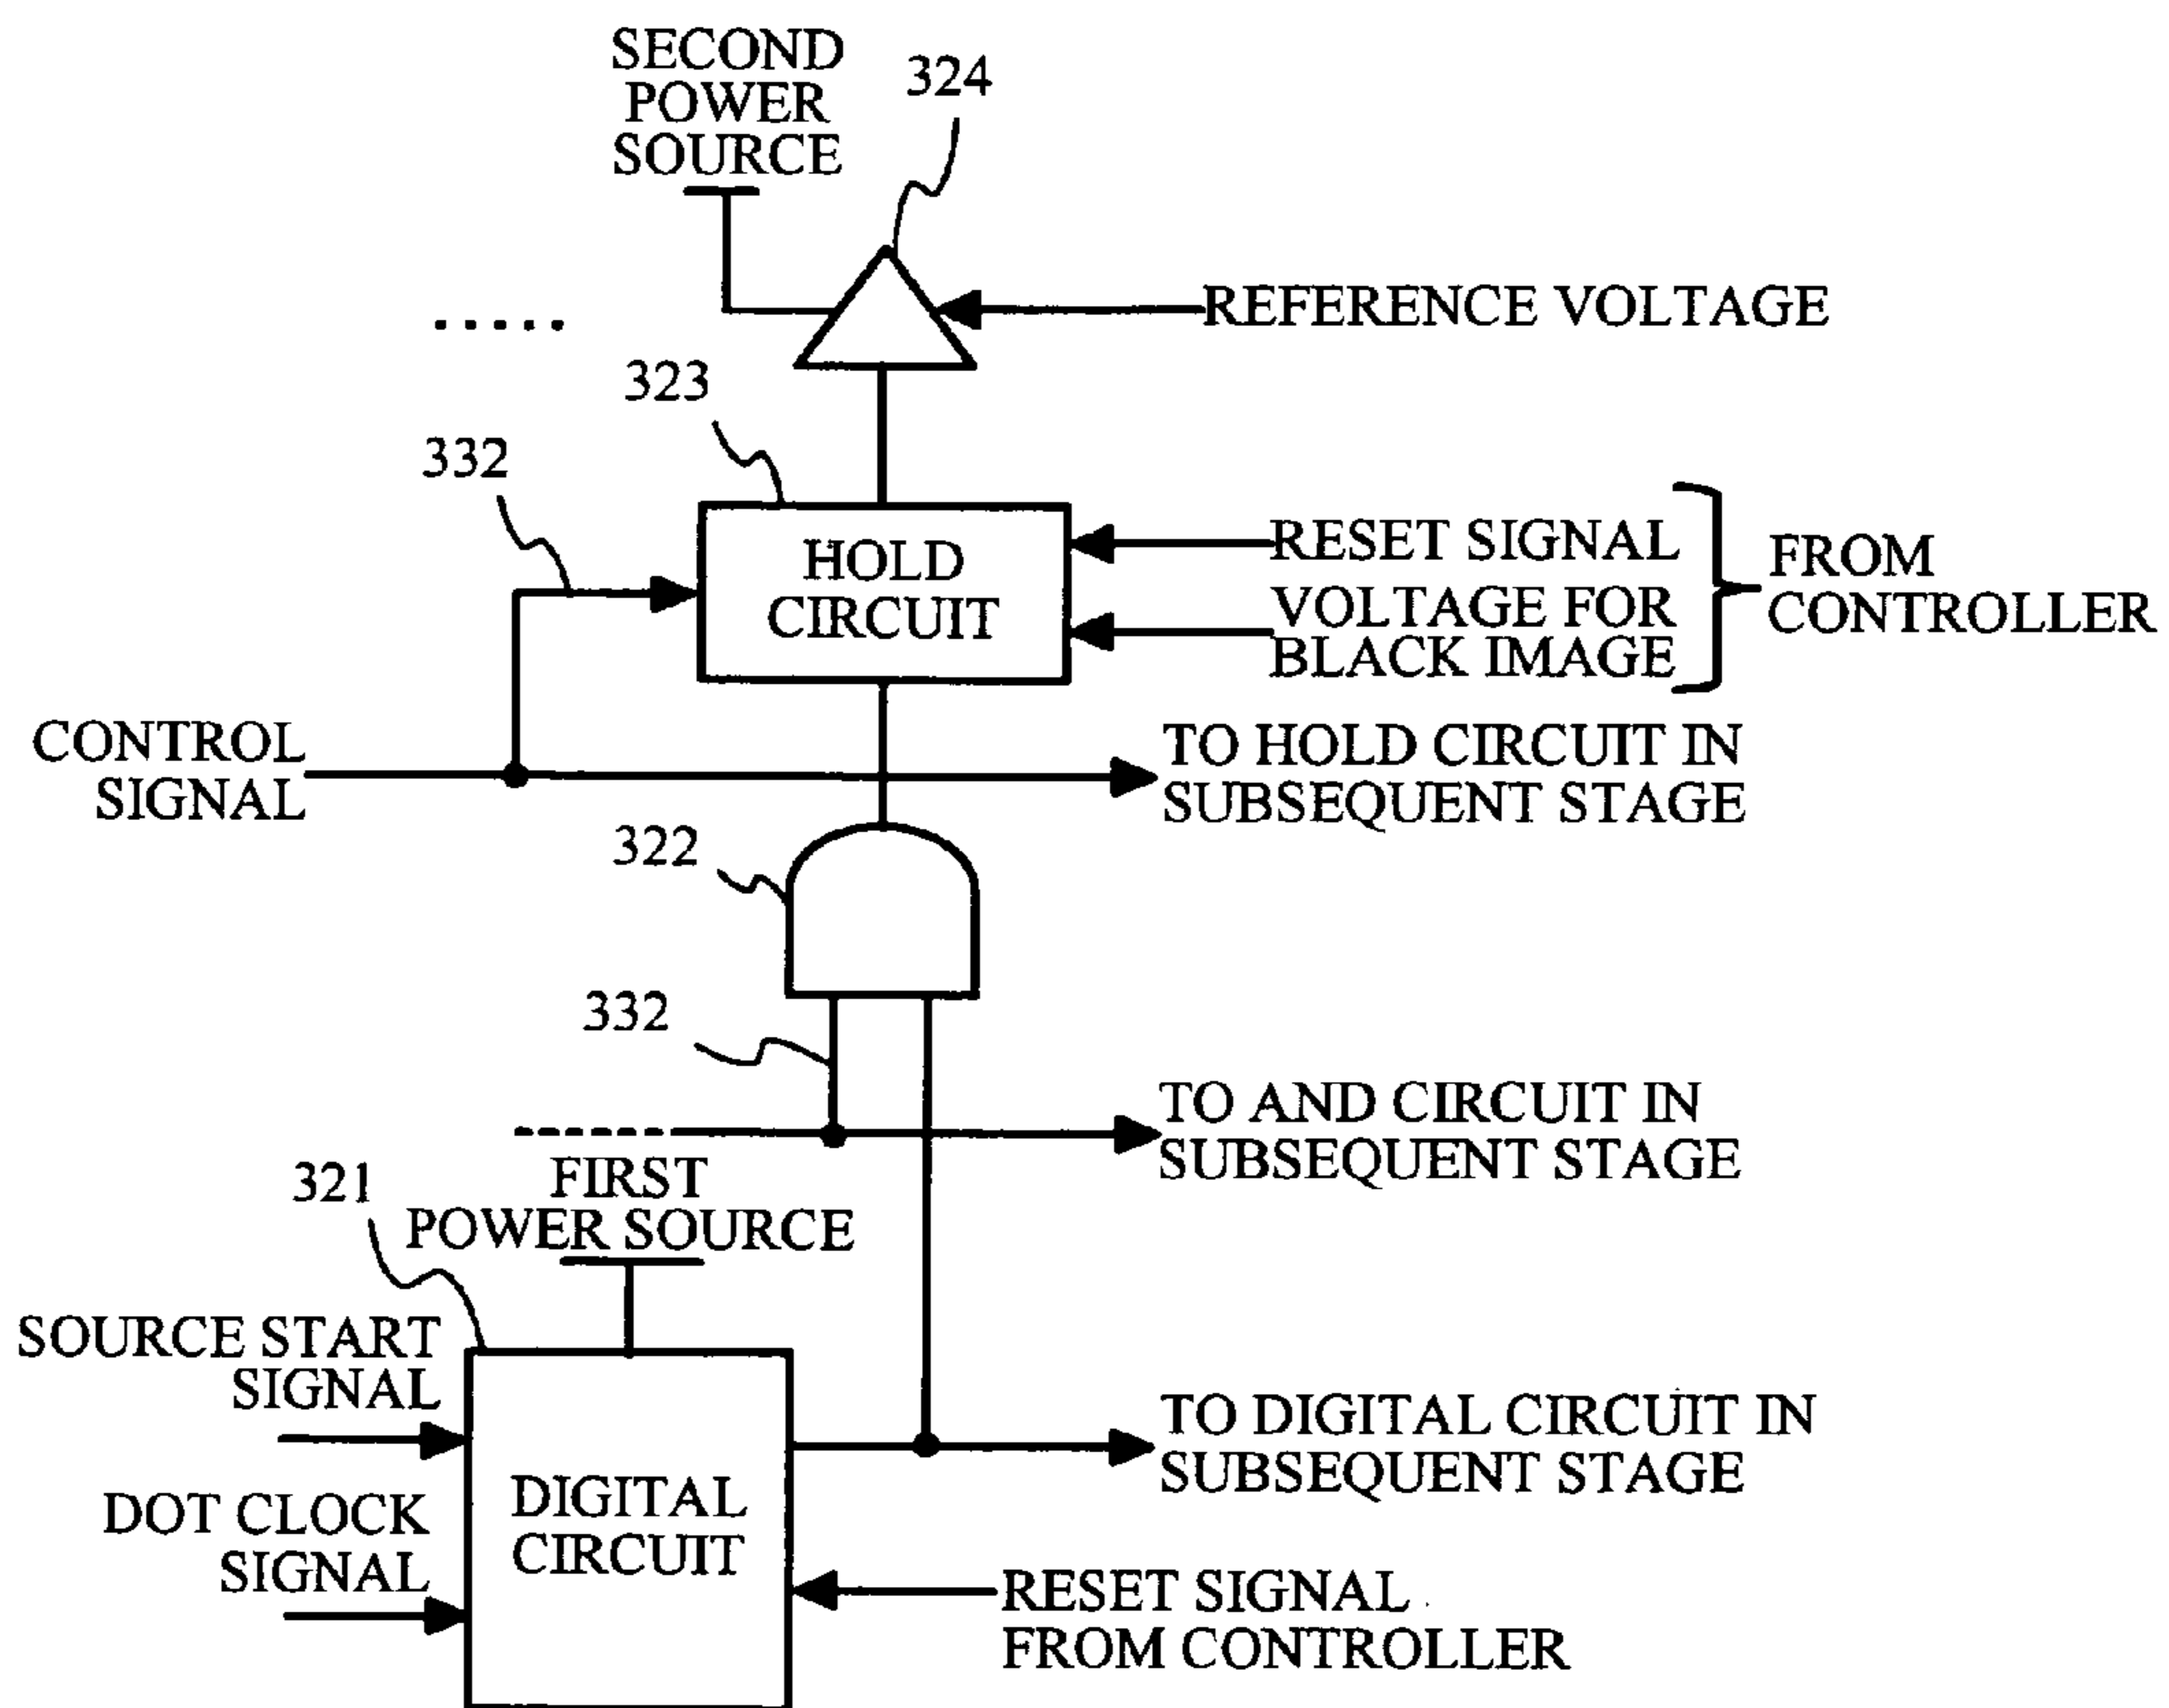 SECOND
POWER
SOURCE
324
REFERENCE VOLTAGE
323
332
HOLD
CIRCUIT
RESET SIGNAL
VOLTAGE FOR
BLACK IMAGE
FROM
CONTROLLER
CONTROL
SIGNAL
TO HOLD CIRCUIT IN
SUBSEQUENT STAGE
322
332
TO AND CIRCUIT IN
SUBSEQUENT STAGE
FIRST
POWER SOURCE
321
SOURCE START
SIGNAL
DOT CLOCK
SIGNAL
DIGITAL
CIRCUIT
TO DIGITAL CIRCUIT IN
SUBSEQUENT STAGE
RESET SIGNAL
FROM CONTROLLER